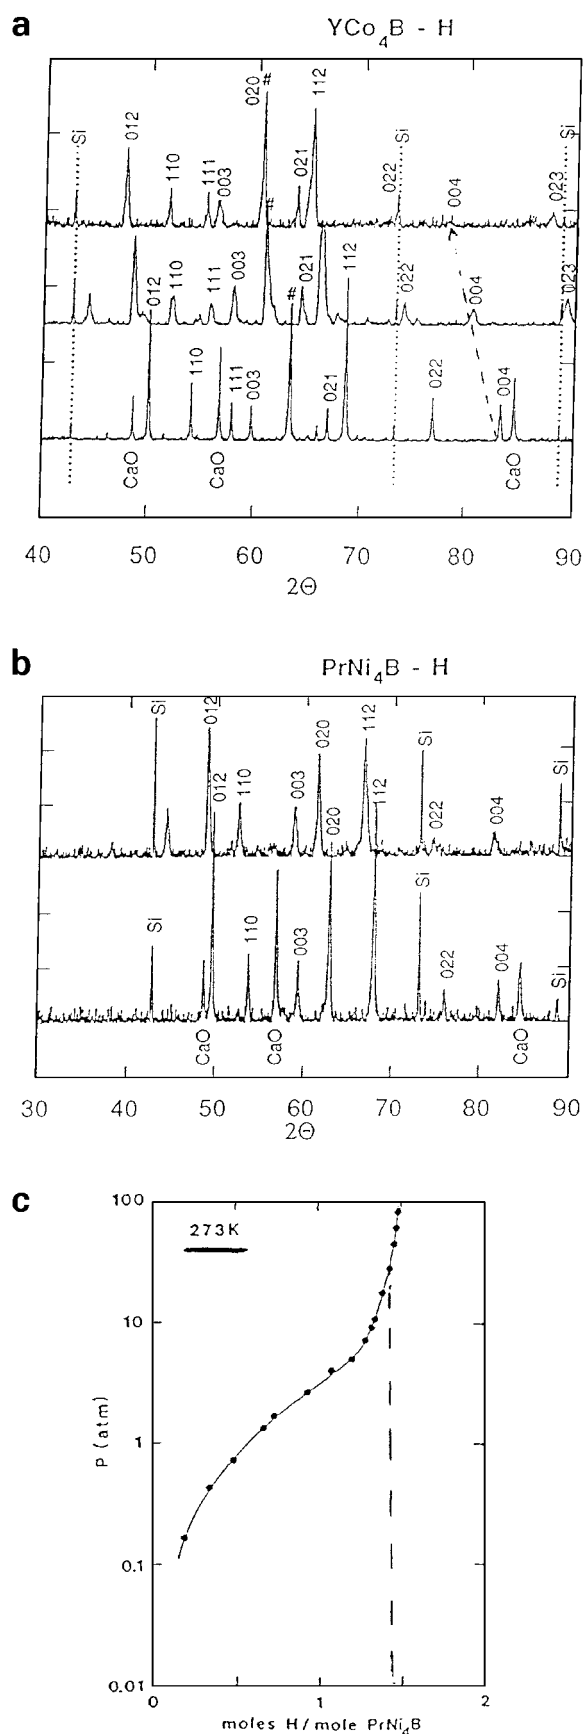 a
YCo4B - H
Si
012
110
111
003
020
#
021
112
022
Si
004
023
Si
012
110
111
003
#
021
112
022
004
023
CaO
110
CaO
111
003
#
021
022
004
CaO
40
50
60
70
80
90
2Θ
b
PrNi4B - H
Si
012
110
003
020
112
Si
022
004
Si
Si
CaO
012
110
CaO
003
020
112
Si
022
004
CaO
Si
30
40
50
60
70
80
90
2Θ
c
273K
100
10
1
0.1
0.01
p (atm)
0
1
2
moles H/mole PrNi4B